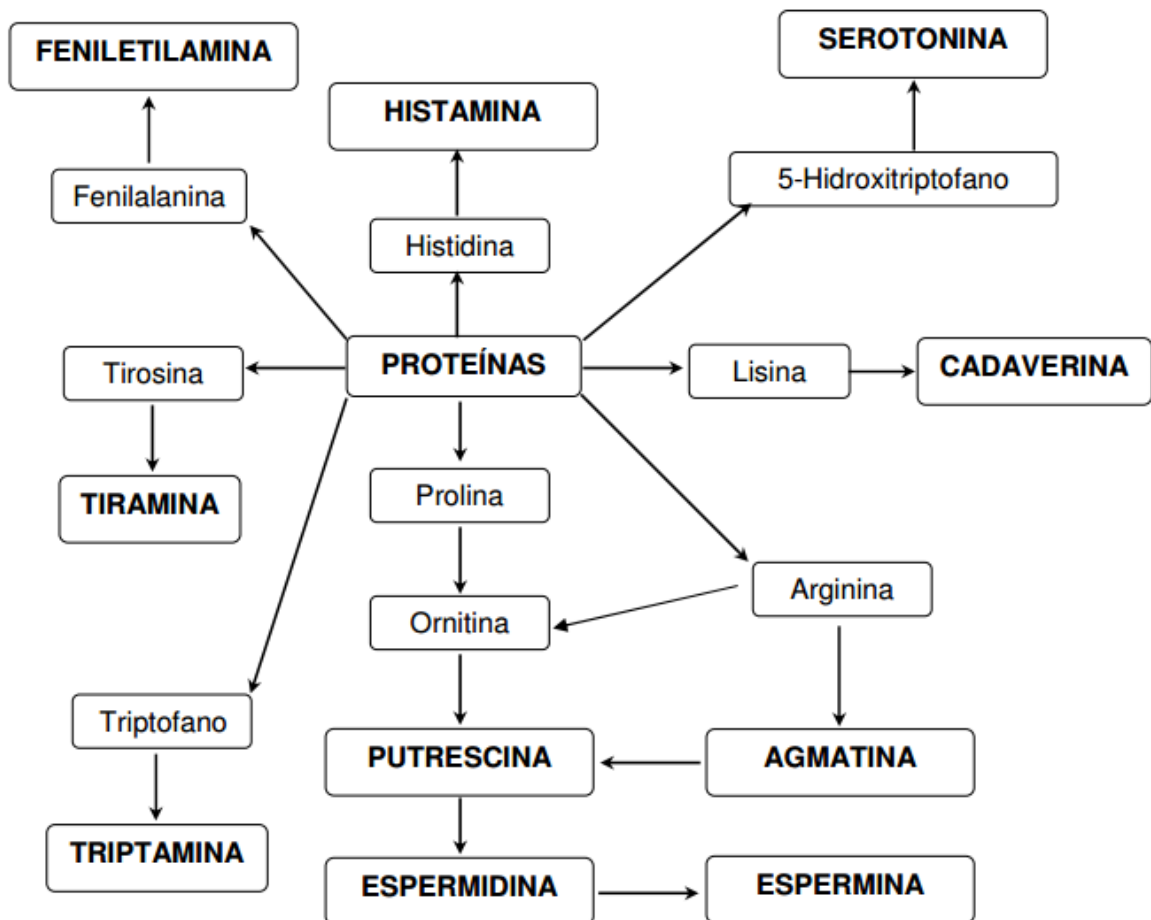 FENILETILAMINA
SEROTONINA
HISTAMINA
Fenilalanina
5-Hidroxitriptofano
Histidina
Tirosina
PROTEÍNAS
Lisina
CADAVERINA
TIRAMINA
Prolina
Ornitina
Arginina
Triptofano
PUTRESCINA
AGMATINA
TRIPTAMINA
ESPERMIDINA
ESPERMINA